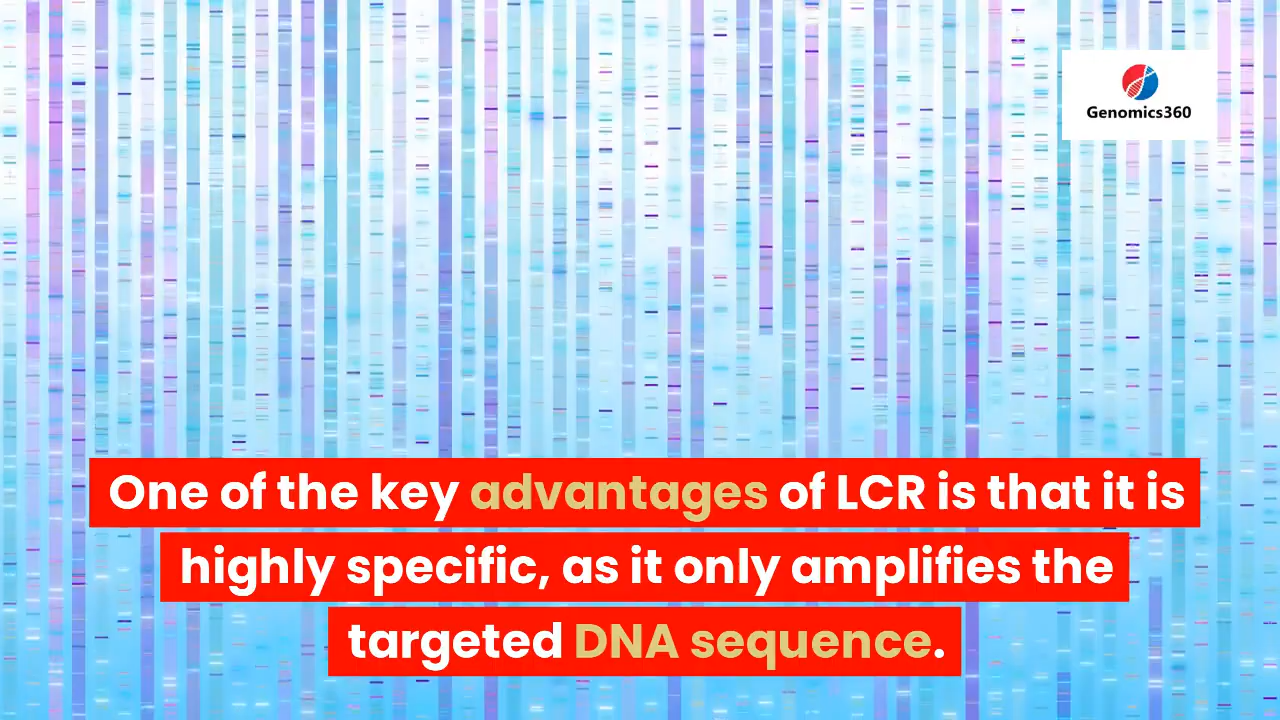 Genomics360
One of the key advantages of LCR is that it is
highly specific, as it only amplifies the
targeted DNA sequence.